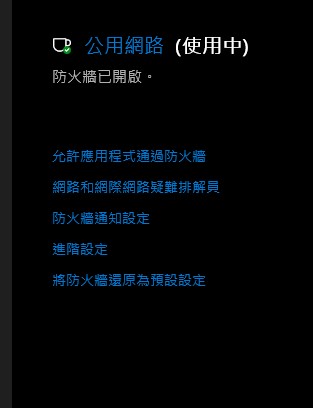 公用網路 (使用中)
防火牆已開啟。
允許應用程式通過防火牆
網路和網際網路疑難排解員
防火牆通知設定
進階設定
將防火牆還原為預設設定